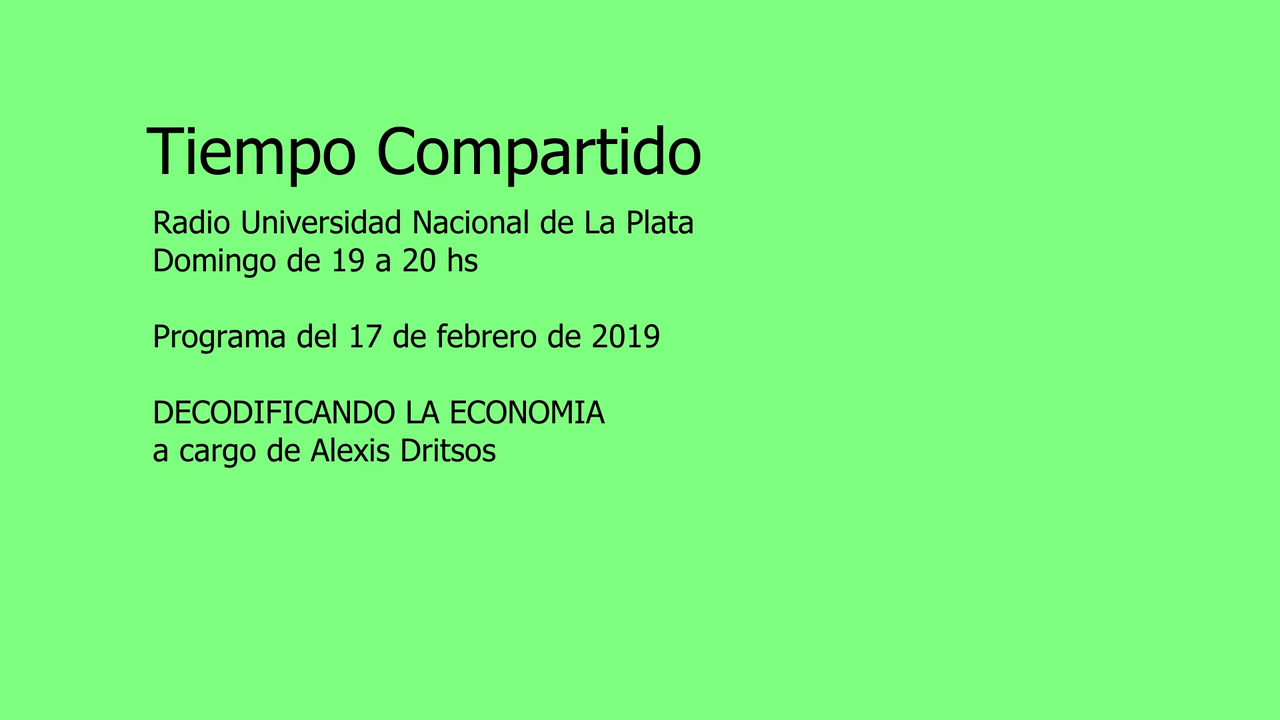 Tiempo Compartido
Radio Universidad Nacional de La Plata
Domingo de 19 a 20 hs
Programa del 17 de febrero de 2019
DECODIFICANDO LA ECONOMIA
a cargo de Alexis Dritsos